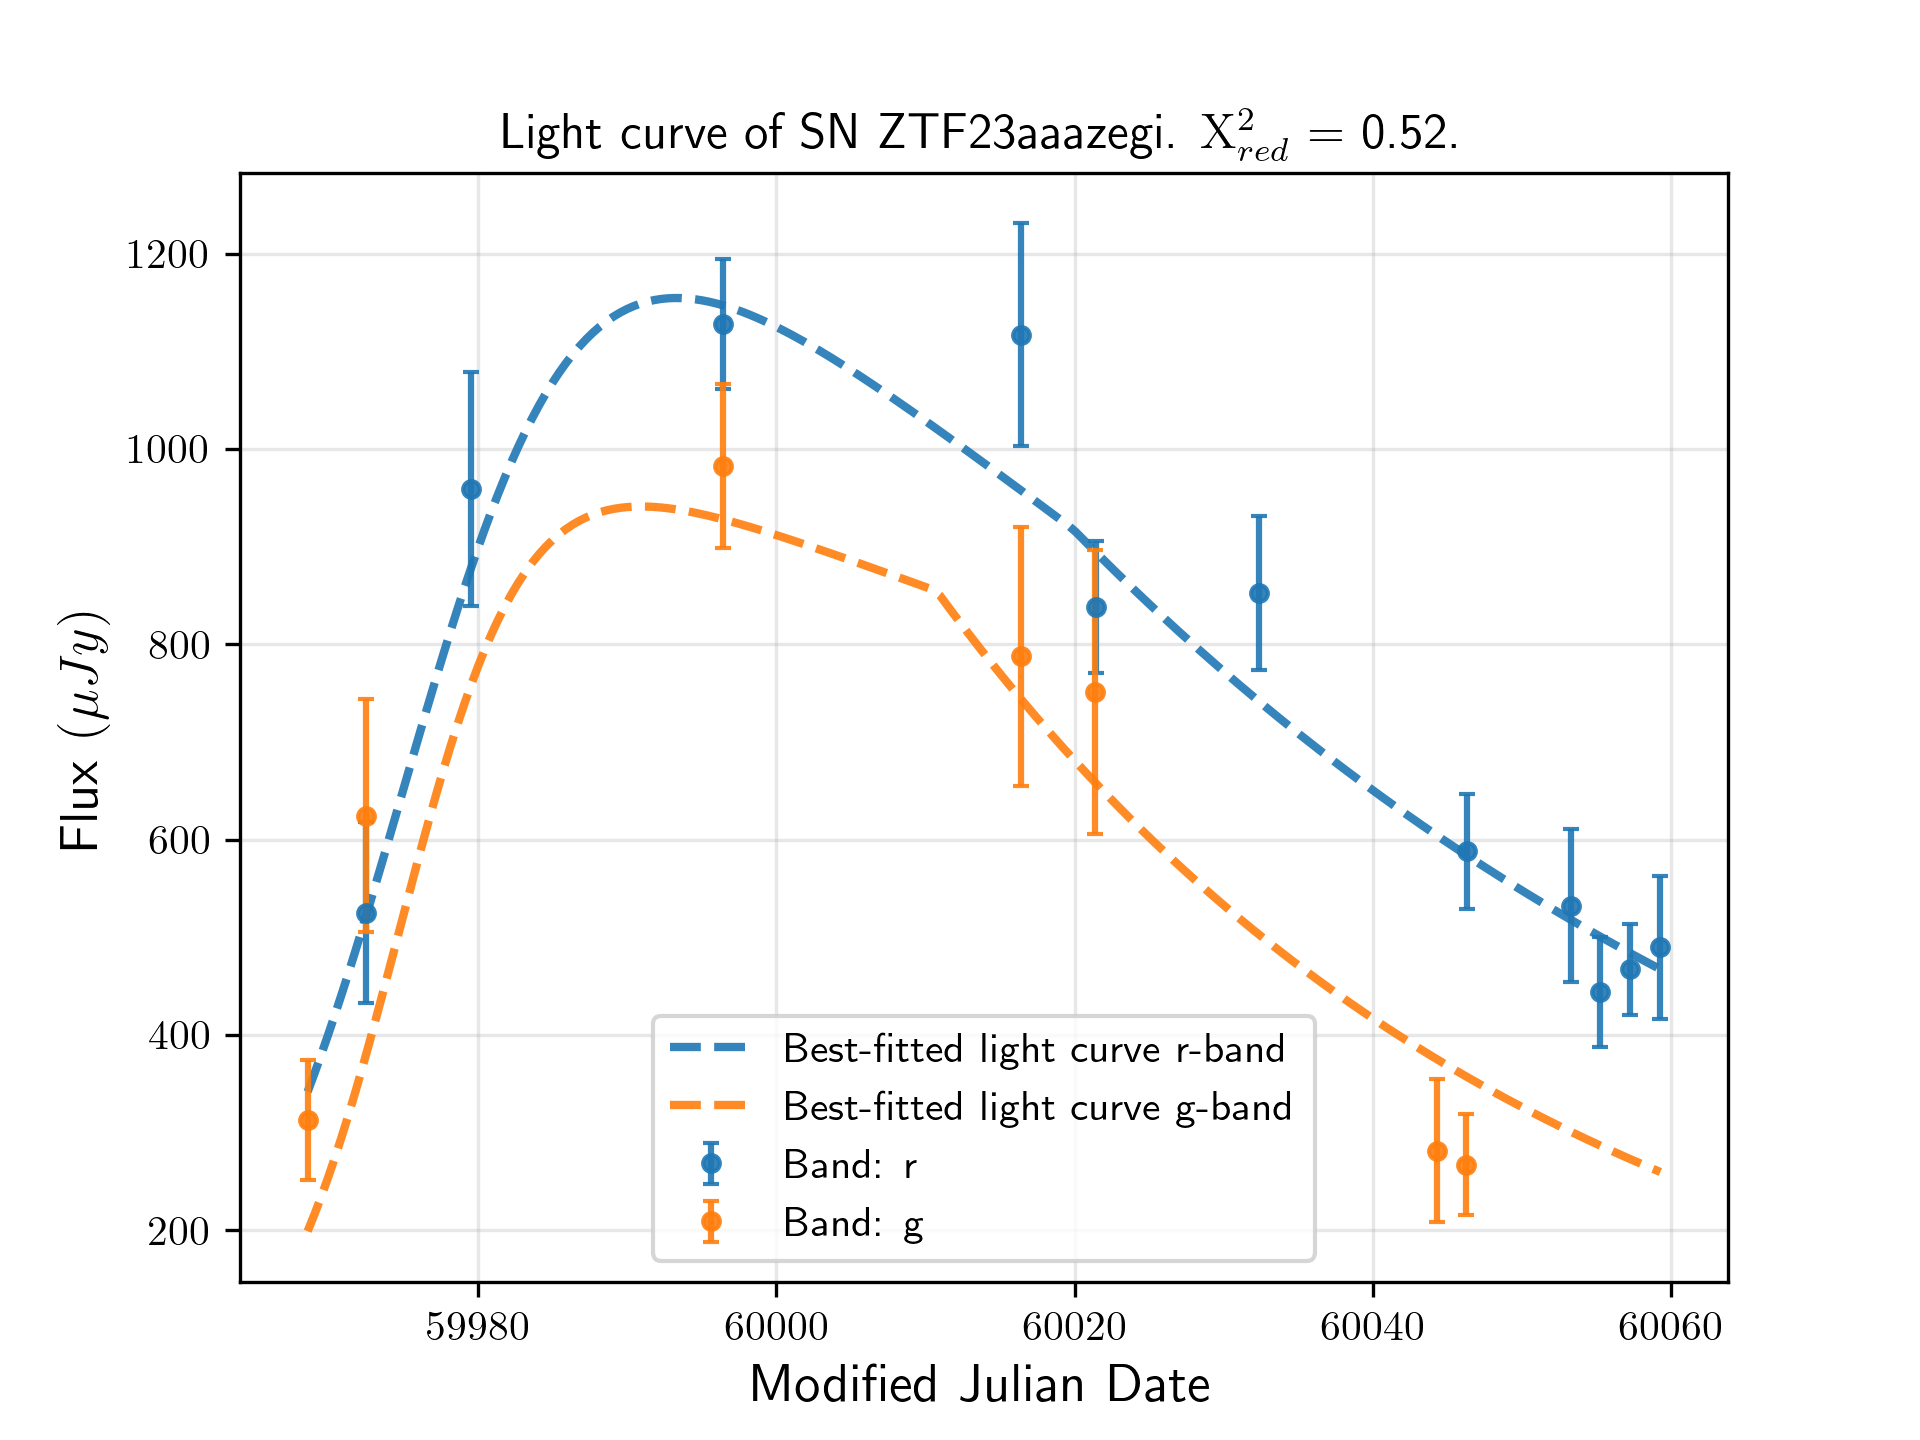 Light curve of SN ZTF23aaazegi. X²_red = 0.52.
1200
1000
800
600
400
200
Flux (μJy)
Best-fitted light curve r-band
Best-fitted light curve g-band
Band: r
Band: g
59980 60000 60020 60040 60060
Modified Julian Date